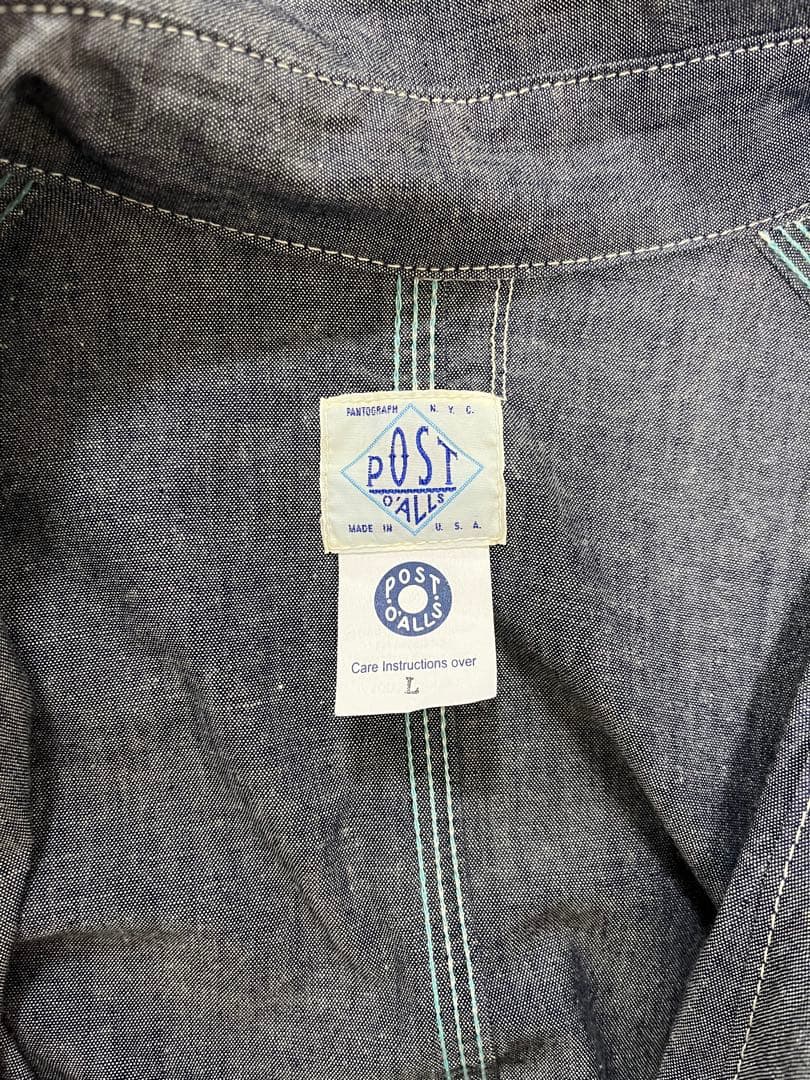 PANTOGRAPH N. Y. C.
POST
O'ALLS
MADE IN U. S. A.
POST
O'ALLS
Care Instructions over
L